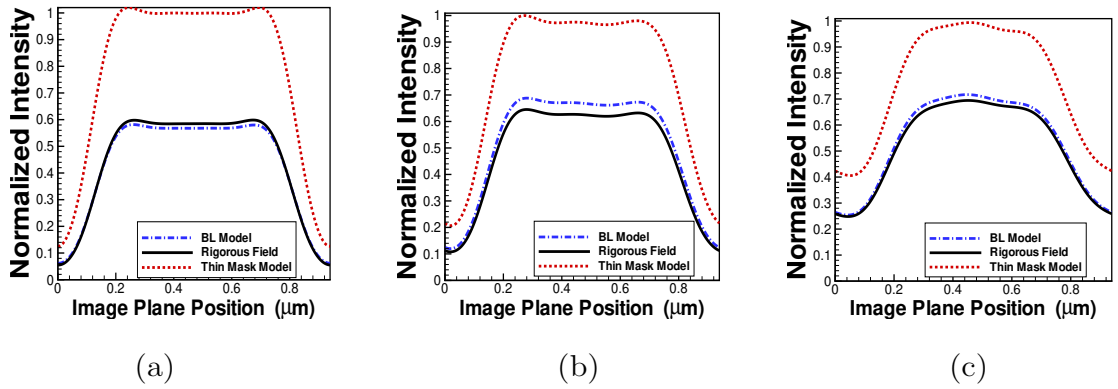 Normalized Intensity
1
0.9
0.8
0.7
0.6
0.5
0.4
0.3
0.2
0.1
0
0 0.2 0.4 0.6 0.8
BL Model
Rigorous Field
Thin Mask Model
Image Plane Position (μm)
(a)
Normalized Intensity
1
0.9
0.8
0.7
0.6
0.5
0.4
0.3
0.2
0.1
0 0.2 0.4 0.6 0.8
BL Model
Rigorous Field
Thin Mask Model
Image Plane Position (μm)
(b)
Normalized Intensity
1
0.9
0.8
0.7
0.6
0.5
0.4
0.3
0.2
0.1
0
0 0.2 0.4 0.6 0.8
BL Model
Rigorous Field
Thin Mask Model
Image Plane Position (μm)
(c)